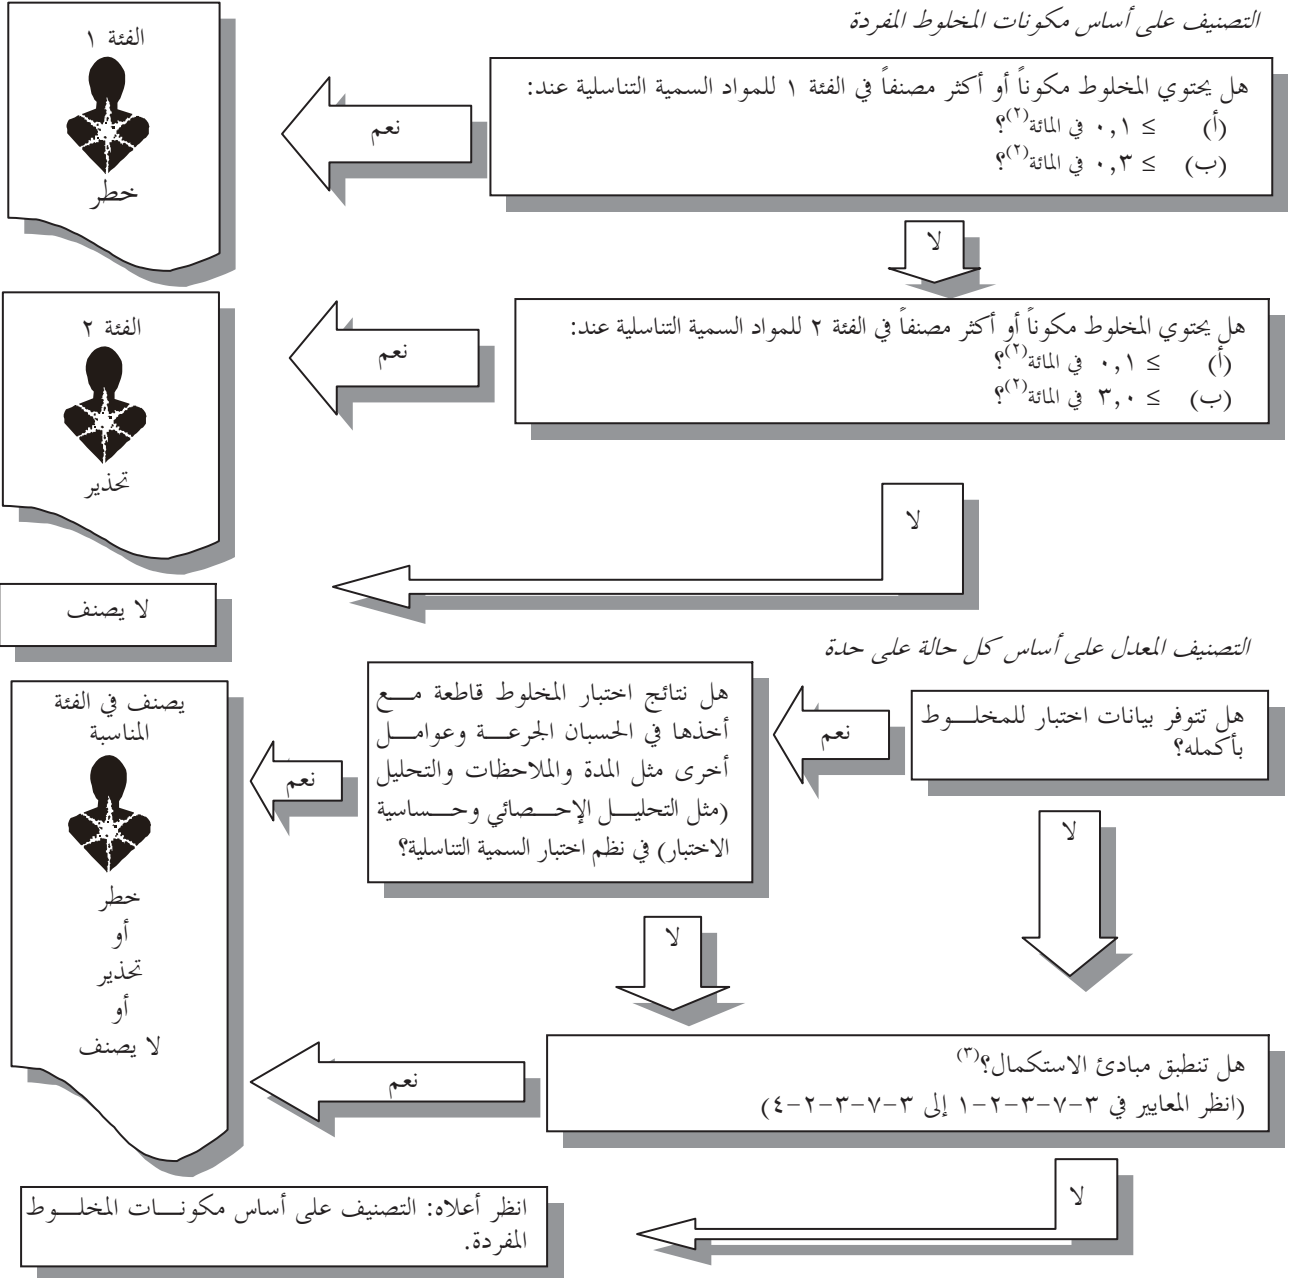 التصنيف على أساس مكونات المخلوط المفردة
هل يحتوي المخلوط مكوناً أو أكثر مصنفاً في الفئة ١ للمواد السمية التناسلية عند:
(أ) ≤ ٠,١ في المائة(٢)؟
(ب) ≤ ٠,٣ في المائة(٢)؟
نعم
الفئة ١
خطر
لا
هل يحتوي المخلوط مكوناً أو أكثر مصنفاً في الفئة ٢ للمواد السمية التناسلية عند:
(أ) ≤ ٠,١ في المائة(٢)؟
(ب) ≤ ٣,٠ في المائة(٢)؟
نعم
الفئة ٢
تحذير
لا
لا يصنف
التصنيف المعدل على أساس كل حالة على حدة
هل تتوفر بيانات اختبار للمخلوط
بأكمله؟
نعم
هل نتائج اختبار المخلوط قاطعة مع
أخذها في الحسبان الجرعة وعوامل
أخرى مثل المدة والملاحظات والتحليل
(مثل التحليل الإحصائي وحساسية
الاختبار) في نظم اختبار السمية التناسلية؟
نعم
يصنف في الفئة
المناسبة
خطر
أو
تحذير
أو
لا يصنف
لا
لا
هل تنطبق مبادئ الاستكمال؟(٣)
(انظر المعايير في ٣-٧-٣-٢-١ إلى ٣-٧-٣-٢-٤)
نعم
لا
انظر أعلاه: التصنيف على أساس مكونات المخلوط
المفردة.